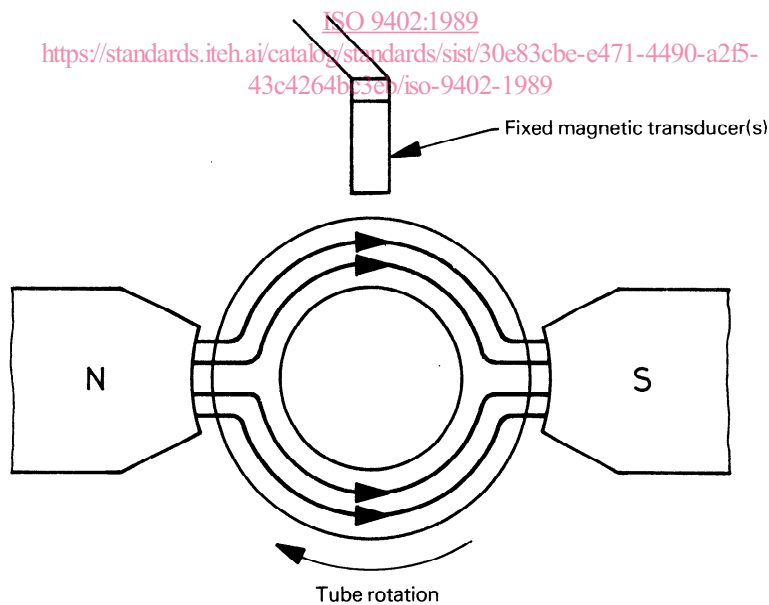 ISO 9402:1989
https://standards.iteh.ai/catalog/standards/sist/30e83cbe-e471-4490-a2f5-
43c4264bc3eb/iso-9402-1989
Fixed magnetic transducer(s)
N
S
Tube rotation